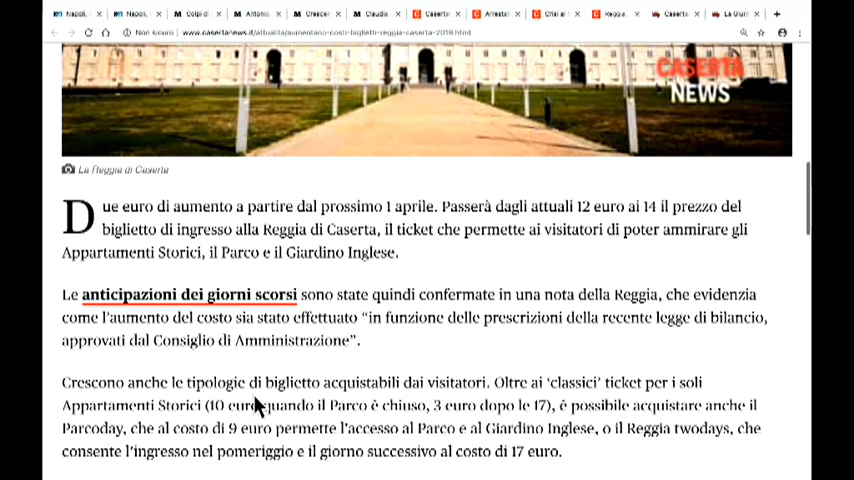 Napoli,
Napoli,
Colpi di
Antonio
Crescer
Claudia
Caserta
Arrestat
Crisi al
Reggia
Caserta
La Giun
Non sicuro
www.casertanews.it/attualita/aumentano-costi-biglietti-reggia-caserta-2019.html
CASERTA
NEWS
La Reggia di Caserta
Due euro di aumento a partire dal prossimo 1 aprile. Passerà dagli attuali 12 euro ai 14 il prezzo del
biglietto di ingresso alla Reggia di Caserta, il ticket che permette ai visitatori di poter ammirare gli
Appartamenti Storici, il Parco e il Giardino Inglese.
Le anticipazioni dei giorni scorsi sono state quindi confermate in una nota della Reggia, che evidenzia
come l'aumento del costo sia stato effettuato “in funzione delle prescrizioni della recente legge di bilancio,
approvati dal Consiglio di Amministrazione”.
Crescono anche le tipologie di biglietto acquistabili dai visitatori. Oltre ai ‘classici’ ticket per i soli
Appartamenti Storici (10 euro quando il Parco è chiuso, 3 euro dopo le 17), è possibile acquistare anche il
Parcoday, che al costo di 9 euro permette l'accesso al Parco e al Giardino Inglese, o il Reggia twodays, che
consente l'ingresso nel pomeriggio e il giorno successivo al costo di 17 euro.